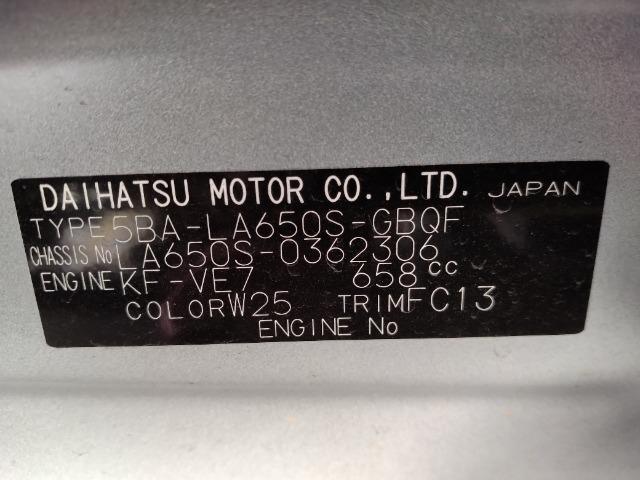 DAIHATSU MOTOR CO.,LTD. JAPAN
TYPE 5BA-LA650S-GBQF
CHASSIS No LA650S-0362306
ENGINE KF-VE7 658 cc
COLOR W25 TRIM FC13
ENGINE No